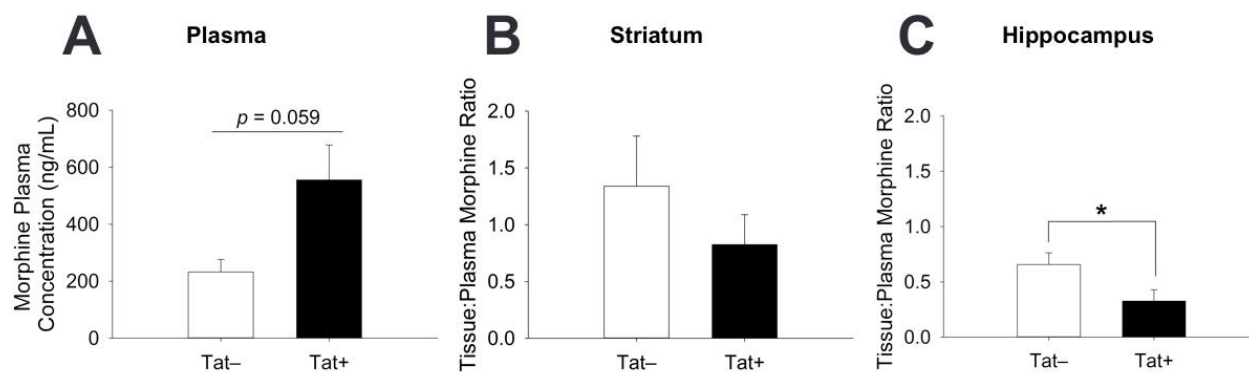 A Plasma
Morphine Plasma
Concentration (ng/mL)
800
600
400
200
0
p = 0.059
Tat–
Tat+
B Striatum
Tissue:Plasma Morphine Ratio
2.0
1.5
1.0
0.5
0.0
Tat–
Tat+
C Hippocampus
Tissue:Plasma Morphine Ratio
2.0
1.5
1.0
0.5
0.0
*
Tat–
Tat+